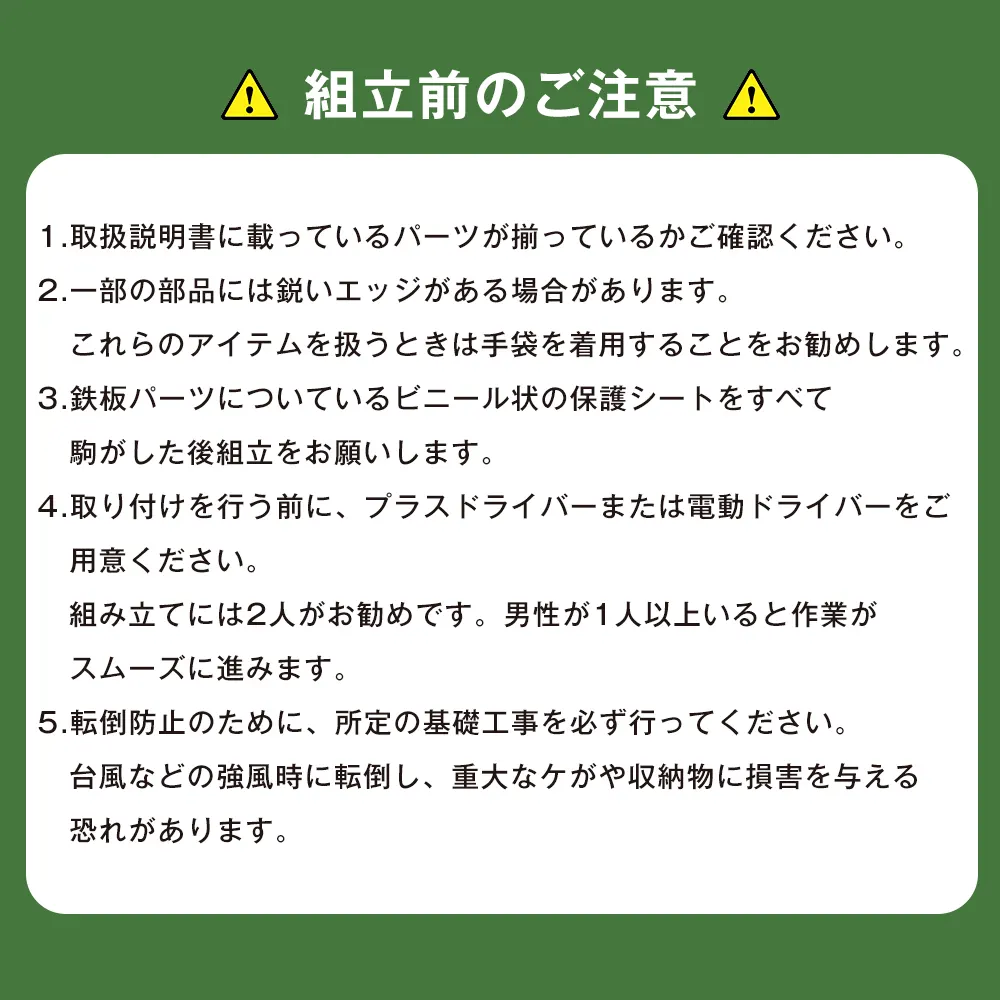 組立前のご注意
1.取扱説明書に載っているパーツが揃っているかご確認ください。
2.一部の部品には鋭いエッジがある場合があります。
これらのアイテムを扱うときは手袋を着用することをお勧めします。
3.鉄板パーツについているビニール状の保護シートをすべて
駒がした後組立をお願いします。
4.取り付けを行う前に、プラスドライバーまたは電動ドライバーをご
用意ください。
組み立てには2人がお勧めです。男性が1人以上いると作業が
スムーズに進みます。
5.転倒防止のために、所定の基礎工事を必ず行ってください。
台風などの強風時に転倒し、重大なケがや収納物に損害を与える
恐れがあります。